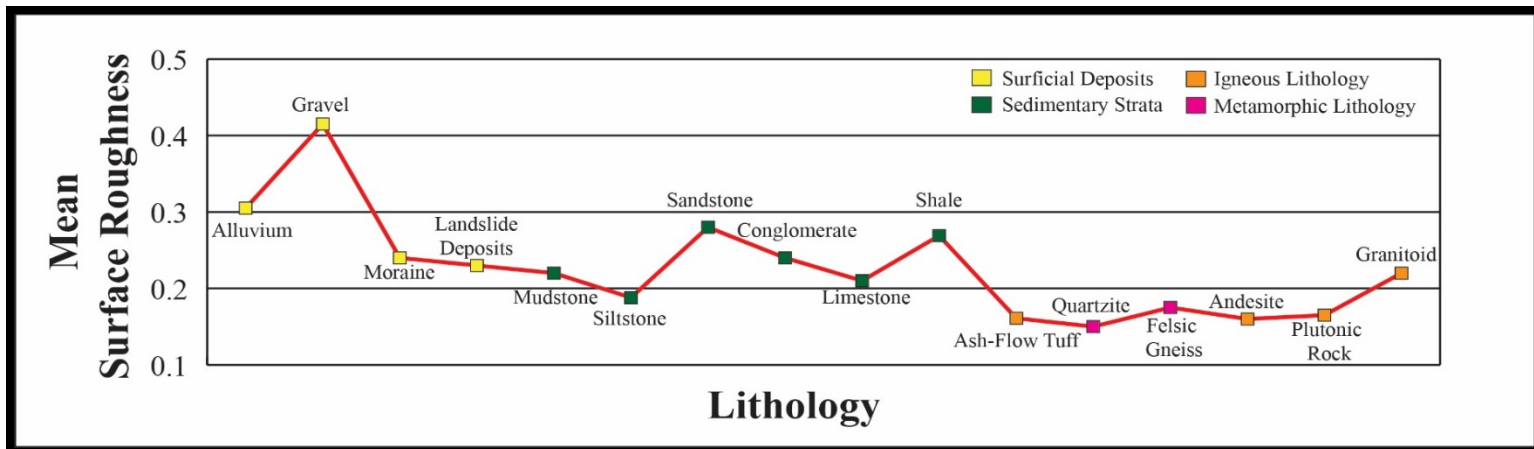 Mean
Surface Roughness
0.5
0.4
0.3
0.2
0.1
Surficial Deposits
Igneous Lithology
Sedimentary Strata
Metamorphic Lithology
Alluvium
Gravel
Moraine
Landslide
Deposits
Mudstone
Siltstone
Sandstone
Conglomerate
Limestone
Shale
Ash-Flow Tuff
Quartzite
Felsic
Gneiss
Andesite
Plutonic
Rock
Granitoid
Lithology